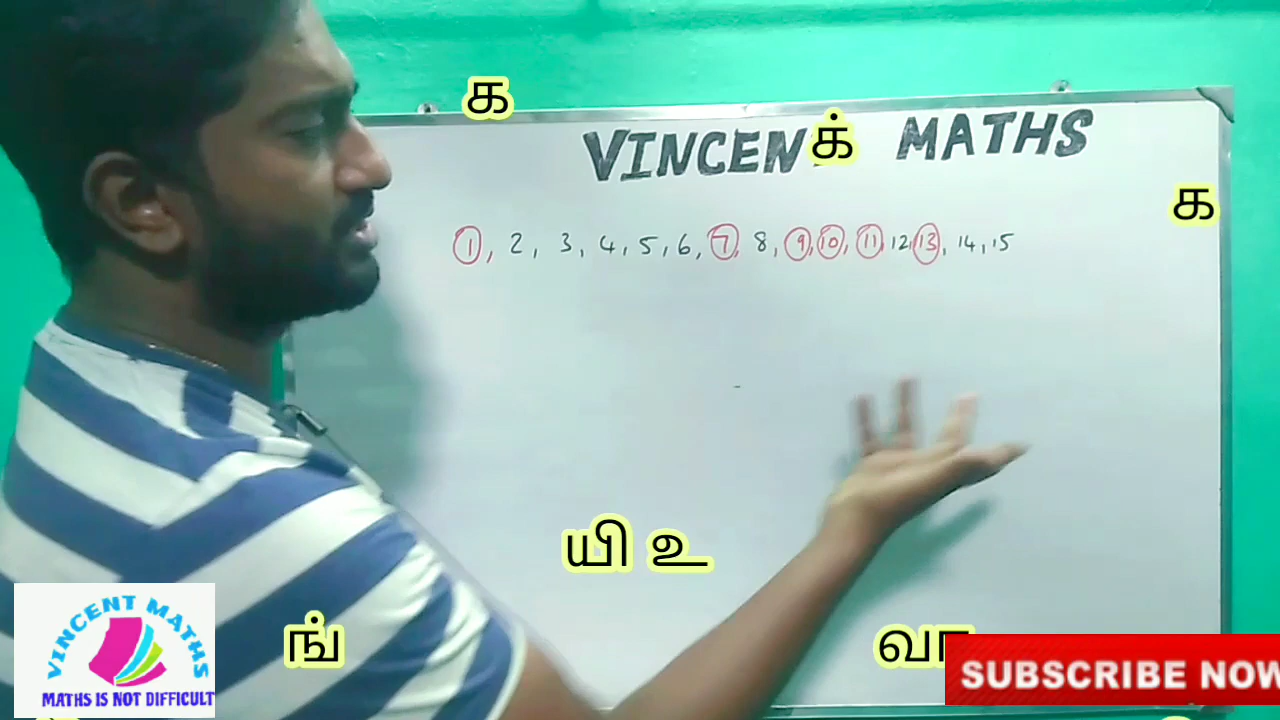 க
VINCEN க் MATHS
க
1, 2, 3, 4, 5, 6, 7, 8, 9, 10, 11, 12, 13, 14, 15
யி உ
ங்
வா
VINCENT MATHS
MATHS IS NOT DIFFICULT
SUBSCRIBE NOW